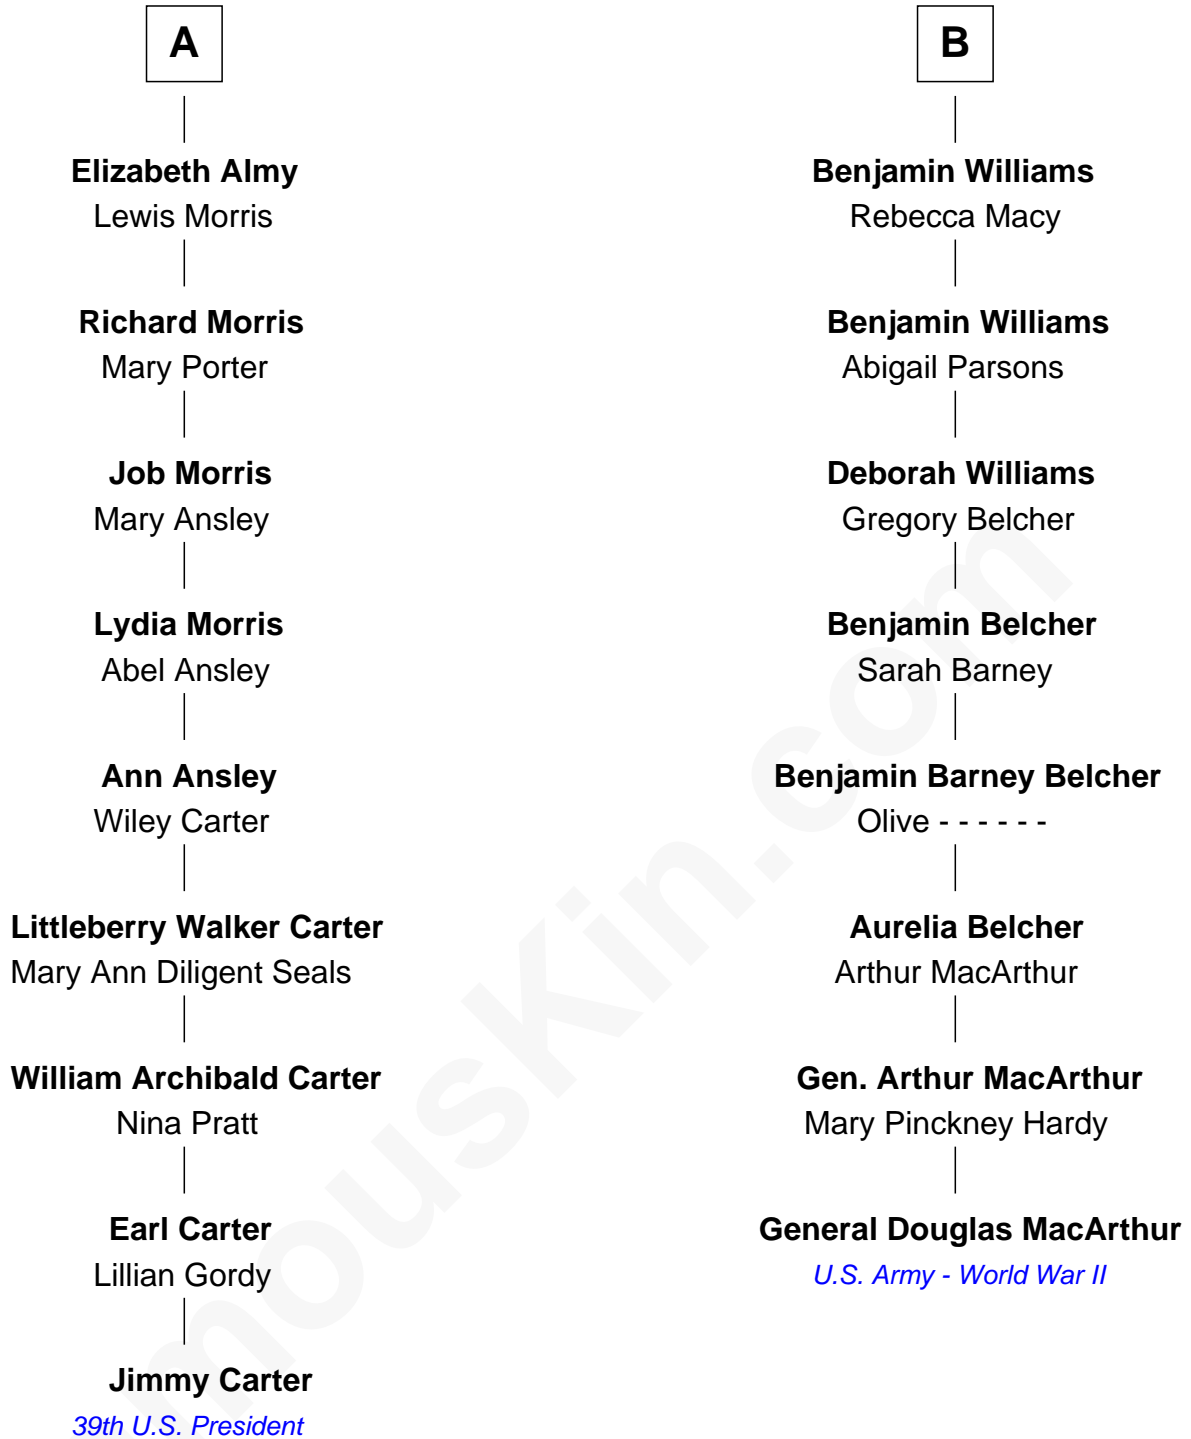 A
Elizabeth Almy
Lewis Morris
Richard Morris
Mary Porter
Job Morris
Mary Ansley
Lydia Morris
Abel Ansley
Ann Ansley
Wiley Carter
Littleberry Walker Carter
Mary Ann Diligent Seals
William Archibald Carter
Nina Pratt
Earl Carter
Lillian Gordy
Jimmy Carter
39th U.S. President
B
Benjamin Williams
Rebecca Macy
Benjamin Williams
Abigail Parsons
Deborah Williams
Gregory Belcher
Benjamin Belcher
Sarah Barney
Benjamin Barney Belcher
Olive - - - - - -
Aurelia Belcher
Arthur MacArthur
Gen. Arthur MacArthur
Mary Pinckney Hardy
General Douglas MacArthur
U.S. Army - World War II
mousKin.com